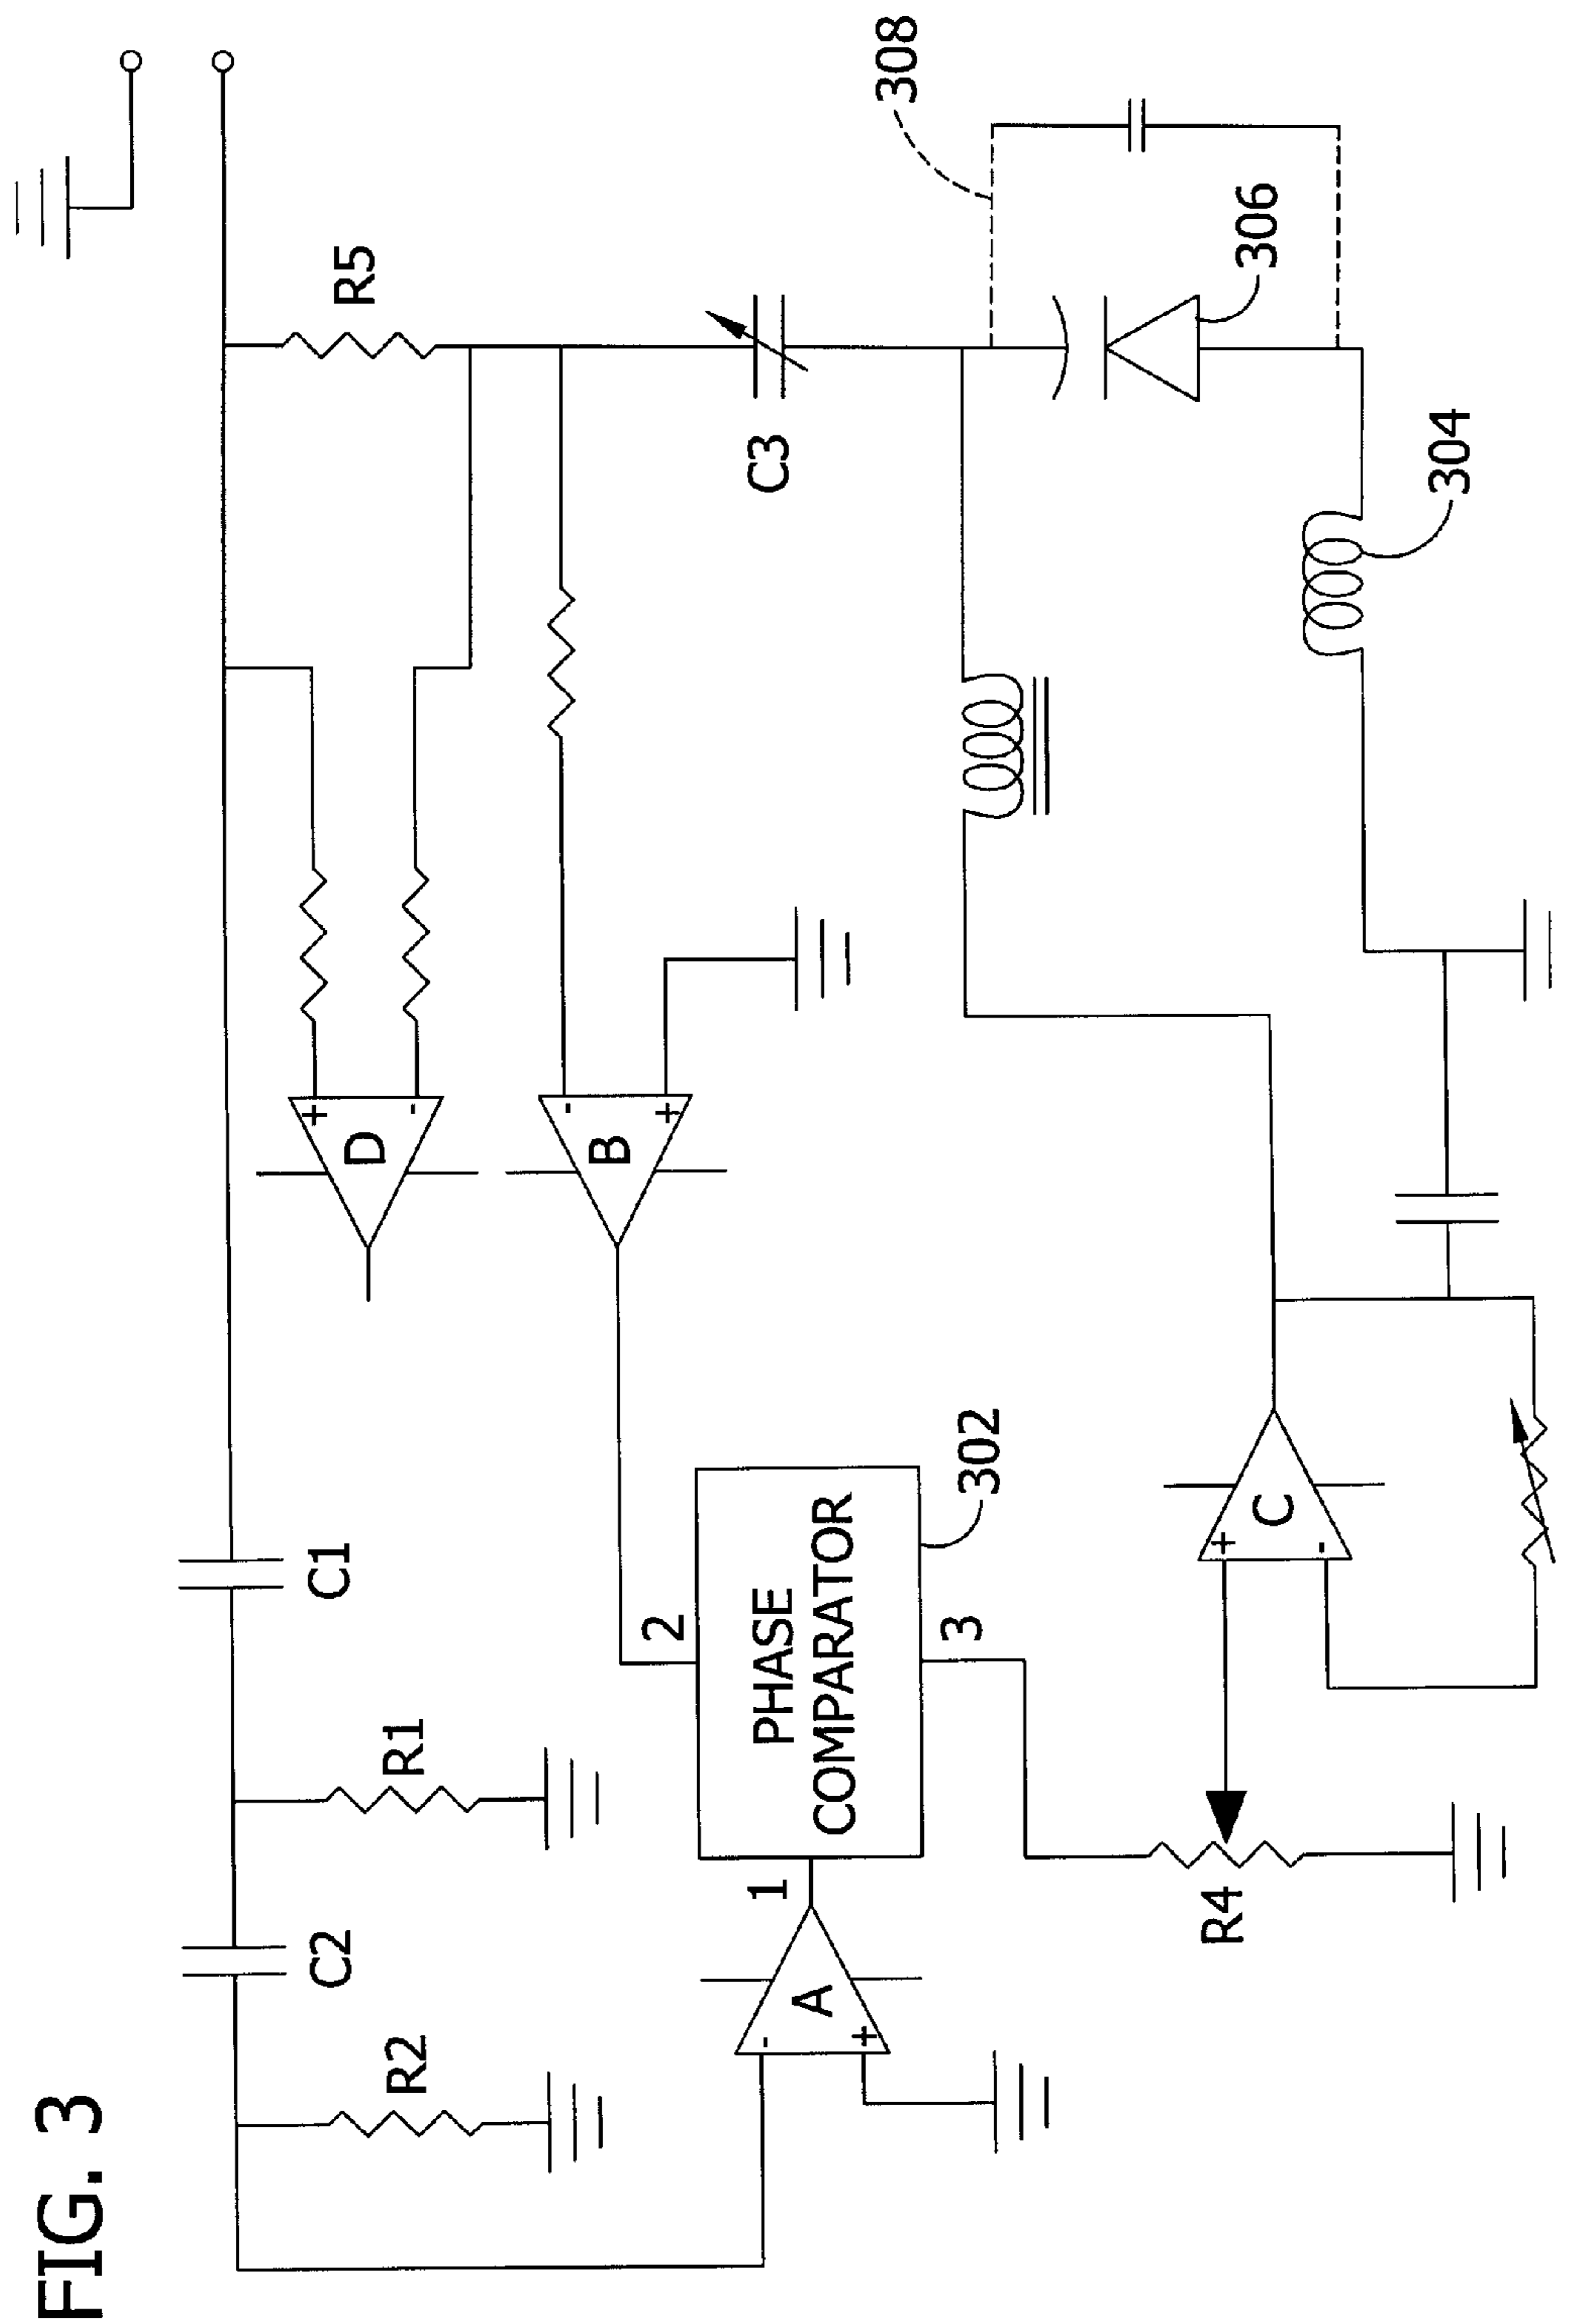 FIG. 3
R2
C2
R1
C1
R5
+
-
D
-
+
B
C3
308
306
304
1
2
3
PHASE
COMPARATOR
302
-
+
A
R4
+
-
C